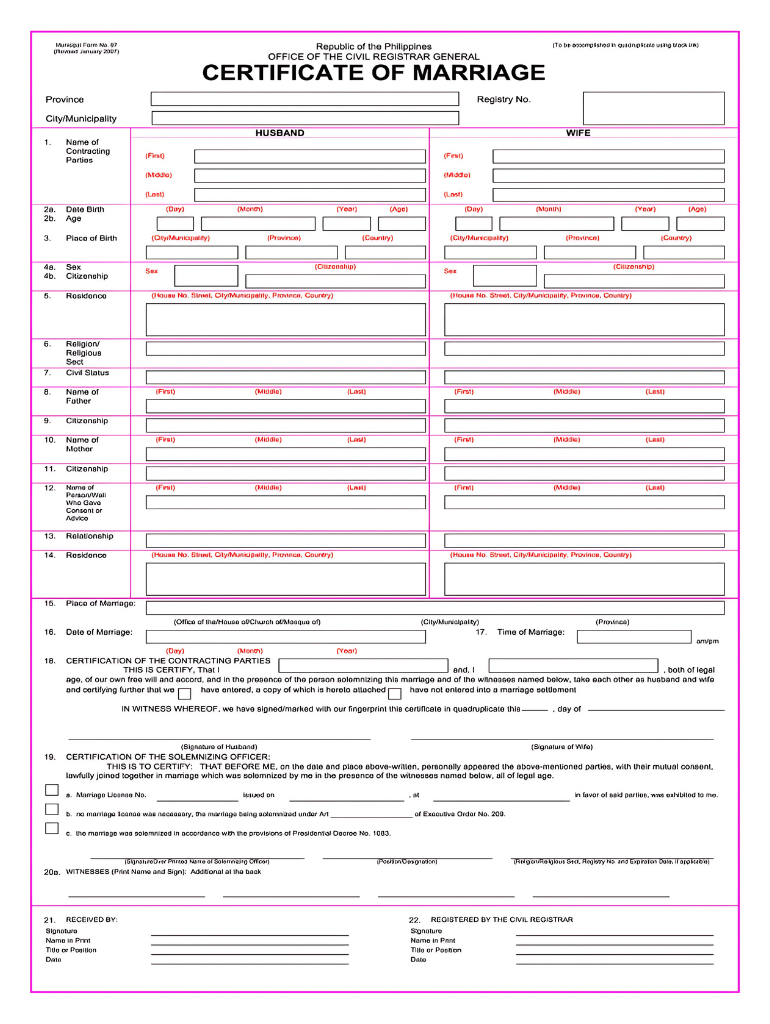 Municipal Form No. 97
(Revised January 2007)
Republic of the Philippines
(To be accomplished in quadruplicate using black ink)
OFFICE OF THE CIVIL REGISTRAR GENERAL
CERTIFICATE OF MARRIAGE
Province
Registry No.
City/Municipality
HUSBAND WIFE
1. Name of Contracting Parties
(First) (First)
(Middle) (Middle)
(Last) (Last)
2a. Date Birth (Day) (Month) (Year) (Age) (Day) (Month) (Year) (Age)
2b. Age
3. Place of Birth (City/Municipality) (Province) (Country) (City/Municipality) (Province) (Country)
4a. Sex Sex (Citizenship) Sex (Citizenship)
4b. Citizenship
5. Residence (House No. Street, City/Municipality, Province, Country) (House No. Street, City/Municipality, Province, Country)
6. Religion/
Religious
Sect
7. Civil Status
8. Name of (First) (Middle) (Last) (First) (Middle) (Last)
Father
9. Citizenship
10. Name of (First) (Middle) (Last) (First) (Middle) (Last)
Mother
11. Citizenship
12. Name of (First) (Middle) (Last) (First) (Middle) (Last)
Person/Wali
Who Gave
Consent or
Advice
13. Relationship
14. Residence (House No. Street, City/Municipality, Province, Country) (House No. Street, City/Municipality, Province, Country)
15. Place of Marriage:
(Office of the/House of/Church of/Mosque of) (City/Municipality) (Province)
16. Date of Marriage: 17. Time of Marriage:
am/pm
(Day) (Month) (Year)
18. CERTIFICATION OF THE CONTRACTING PARTIES
THIS IS CERTIFY, That I and, I , both of legal
age, of our own free will and accord, and in the presence of the person solemnizing this marriage and of the witnesses named below, take each other as husband and wife
and certifying further that we have entered, a copy of which is hereto attached have not entered into a marriage settlement
IN WITNESS WHEREOF, we have signed/marked with our fingerprint this certificate in quadruplicate this , day of
(Signature of Husband) (Signature of Wife)
19. CERTIFICATION OF THE SOLEMNIZING OFFICER:
THIS IS TO CERTIFY: THAT BEFORE ME, on the date and place above-written, personally appeared the above-mentioned parties, with their mutual consent,
lawfully joined together in marriage which was solemnized by me in the presence of the witnesses named below, all of legal age.
a. Marriage License No. issued on , at in favor of said parties, was exhibited to me.
b. no marriage license was necessary, the marriage being solemnized under Art of Executive Order No. 209.
c. the marriage was solemnized in accordance with the provisions of Presidential Decree No. 1083.
(Signature Over Printed Name of Solemnizing Officer) (Position/Designation) (Religion/Religious Sect, Registry No. and Expiration Date, if applicable)
20a. WITNESSES (Print Name and Sign): Additional at the back
21. RECEIVED BY: 22. REGISTERED BY THE CIVIL REGISTRAR
Signature Signature
Name in Print Name in Print
Title or Position Title or Position
Date Date